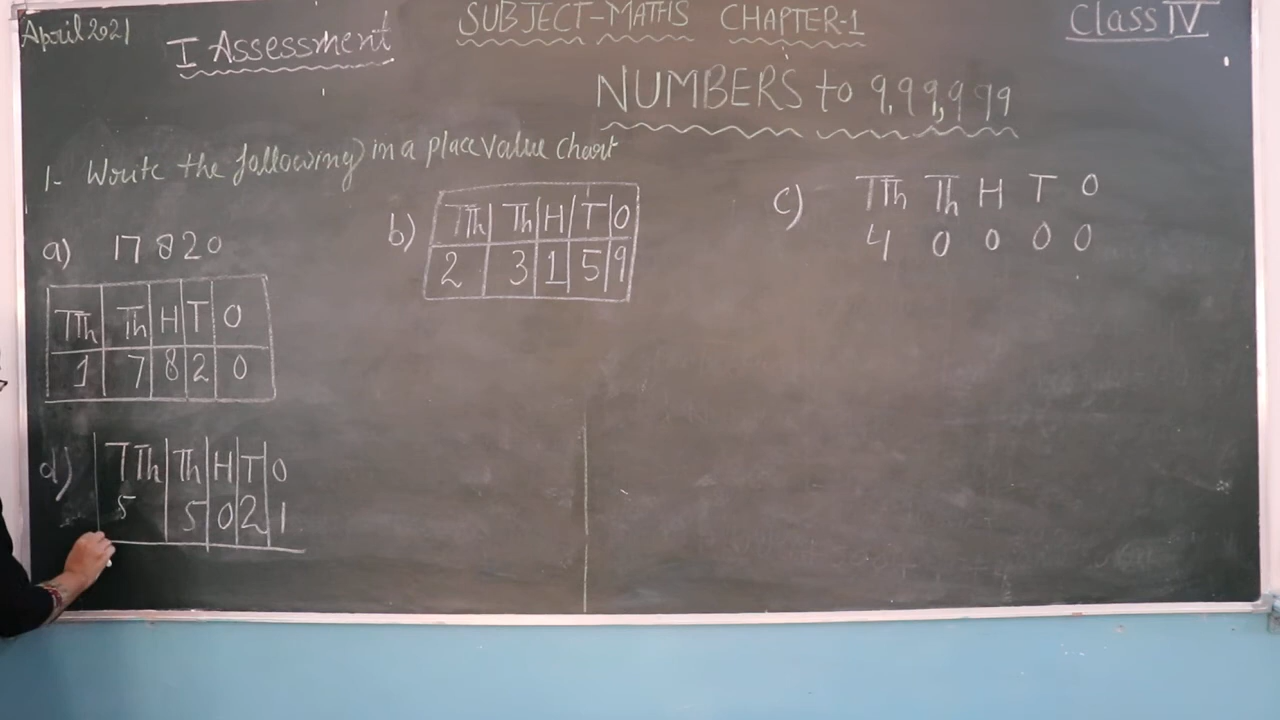 April 2021
I Assessment
SUBJECT-MATHS CHAPTER-1
Class IV
NUMBERS to 9,99,999
1- Write the following in a place value chart
a) 17820
TTh Th H T O
1 7 8 2 0
b) TTh Th H T O
2 3 1 5 9
c) TTh Th H T O
4 0 0 0 0
d) TTh Th H T O
5 5 0 2 1